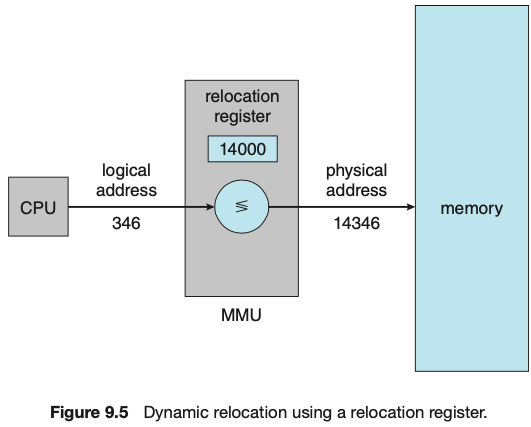 relocation
register
14000
logical
address
physical
address
CPU
≶
memory
346
14346
MMU
Figure 9.5 Dynamic relocation using a relocation register.